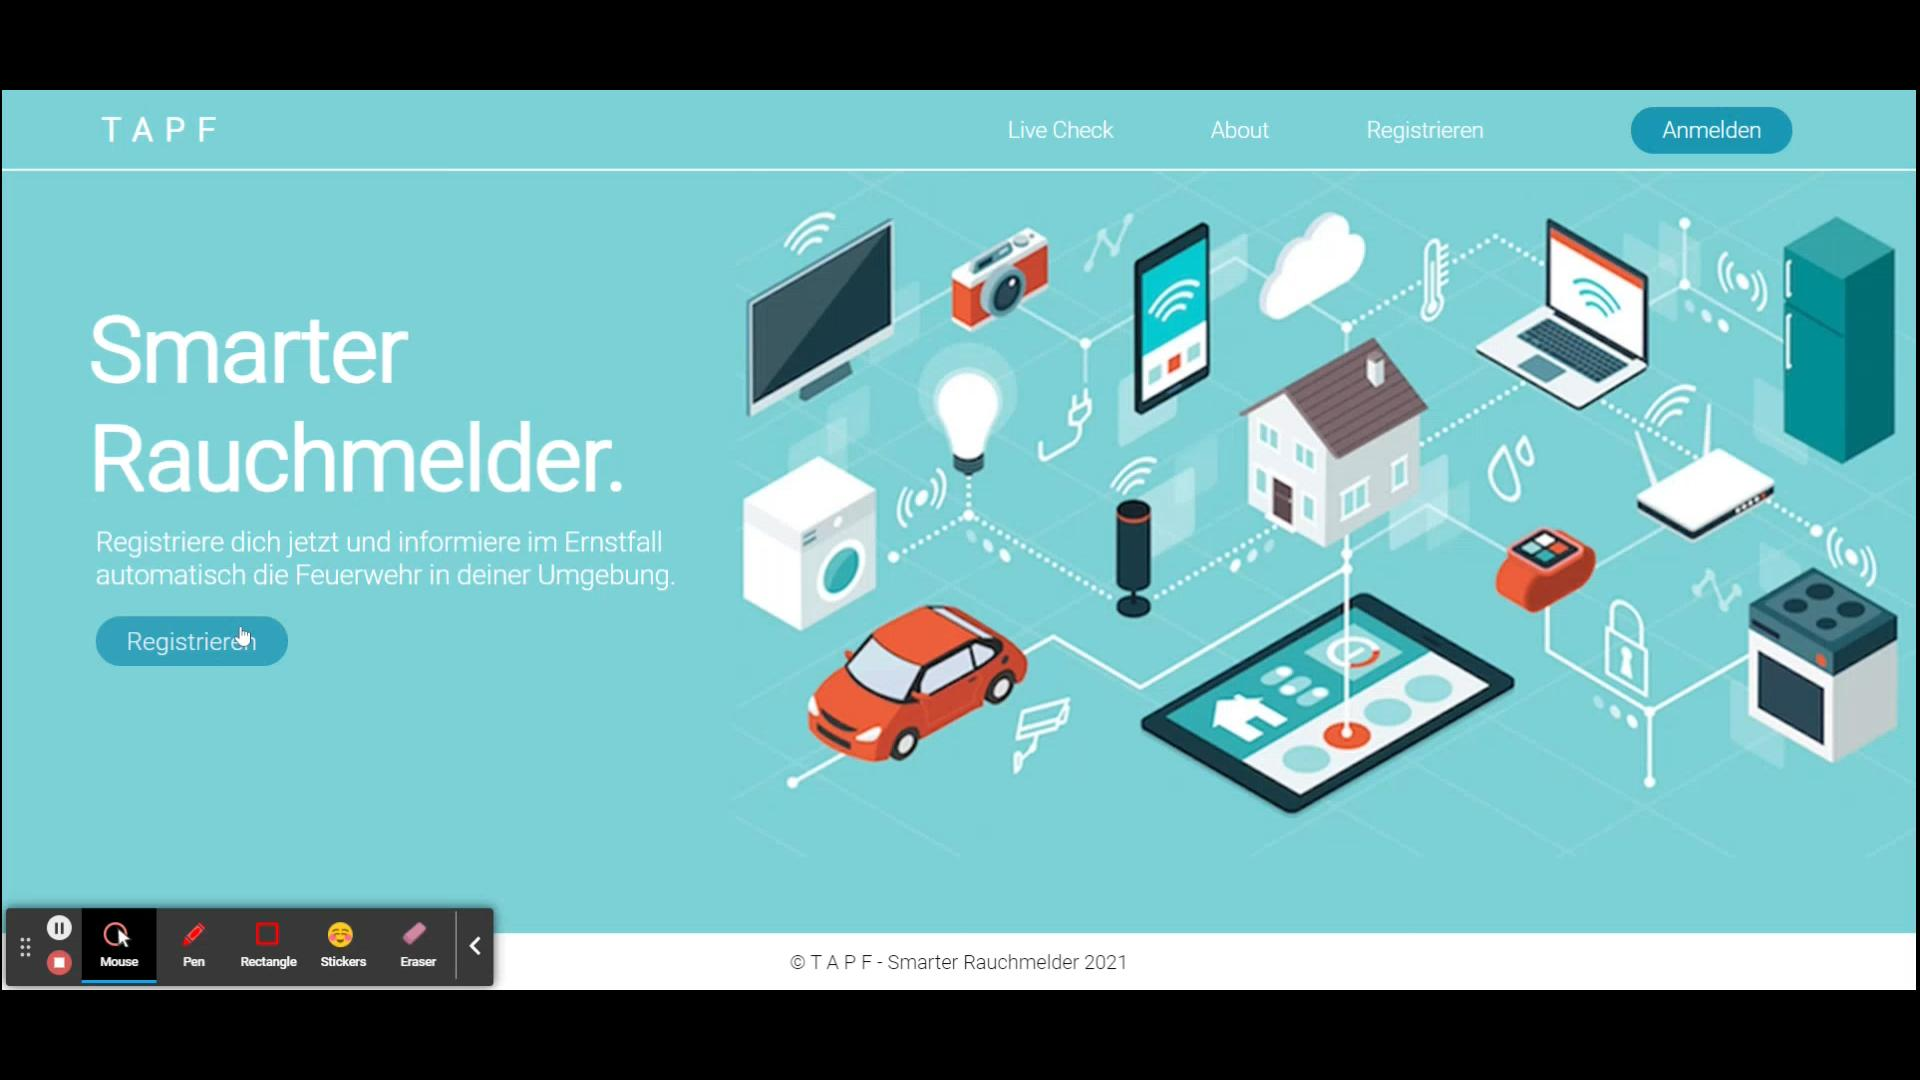 T A P F
Live Check
About
Registrieren
Anmelden
Smarter
Rauchmelder.
Registriere dich jetzt und informiere im Ernstfall
automatisch die Feuerwehr in deiner Umgebung.
Registrieren
Mouse
Pen
Rectangle
Stickers
Eraser
© T A P F - Smarter Rauchmelder 2021